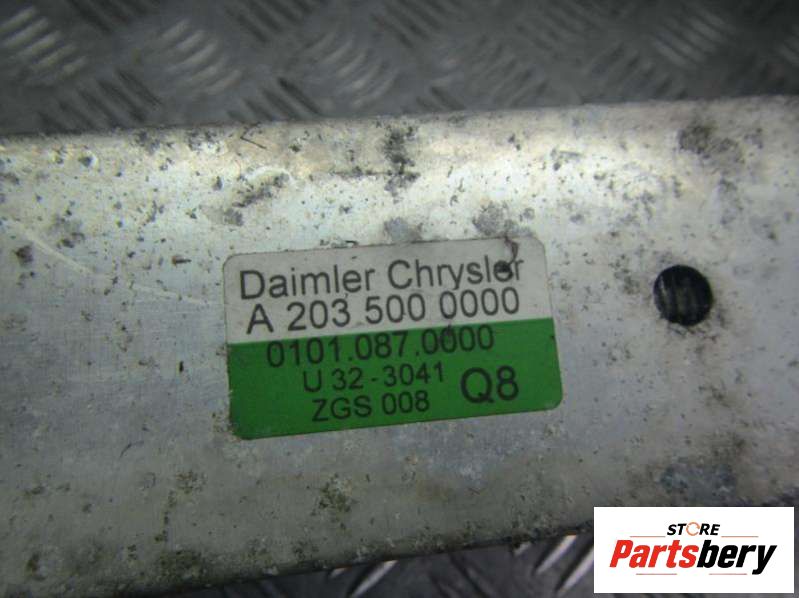 Daimler Chrysler
A 203 500 0000
0101.087.0000
U 32-3041
ZGS 008 Q8
STORE
Partsbery